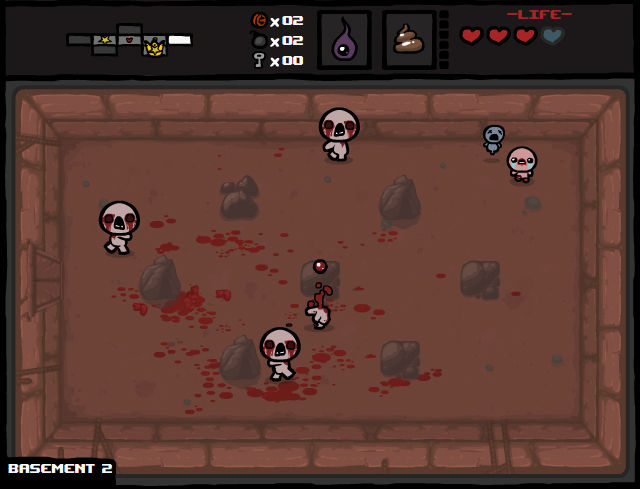 —LIFE—
x02
x02
x00
BASEMENT 2